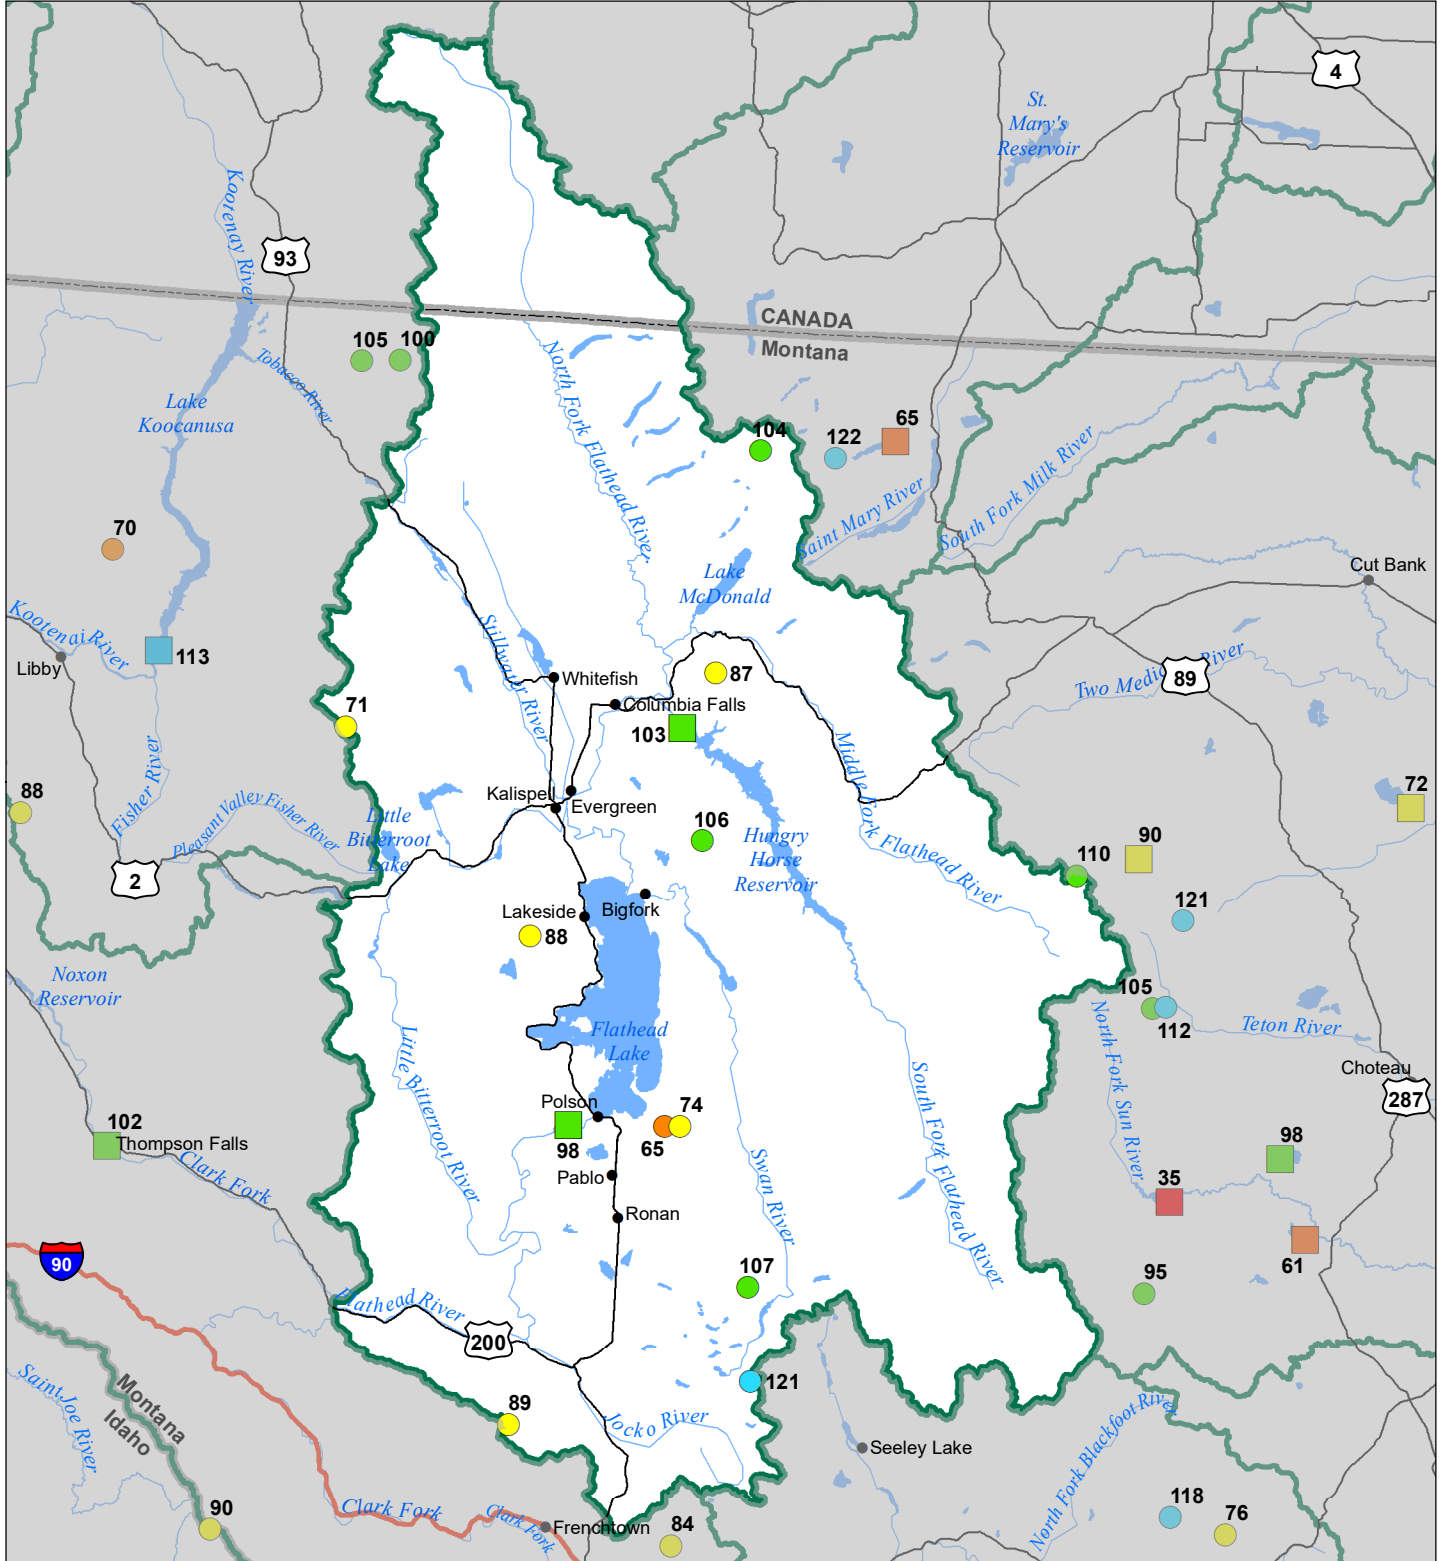 4
St.
Mary's
Reservoir
Kootenay River
93
CANADA
Montana
105
100
Tobacco River
North Fork Flathead River
Lake
Koocanusa
104
122
65
Saint Mary River
South Fork Milk River
70
Lake
McDonald
Cut Bank
Kootenai River
Libby
113
Stillwater River
Whitefish
87
Two Medicine River
89
71
Columbia Falls
103
Middle Fork Flathead River
Fisher River
88
Pleasant Valley Fisher River
Kalispell
Evergreen
72
Little
Bitterroot
Lake
106
Hungry
Horse
Reservoir
90
110
2
Lakeside
Bigfork
88
121
Noxon
Reservoir
105
112
North Fork Sun River
Teton River
Flathead
Lake
Little Bitterroot River
South Fork Flathead River
Choteau
287
102
Thompson Falls
Polson
98
65
74
98
Clark Fork
Pablo
Swan River
35
Ronan
61
90
107
95
Flathead River
200
121
Saint Joe River
Montana
Idaho
89
Jocko River
North Fork Blackfoot River
Seeley Lake
90
Clark Fork
Clark Fork
Frenchtown
84
118
76